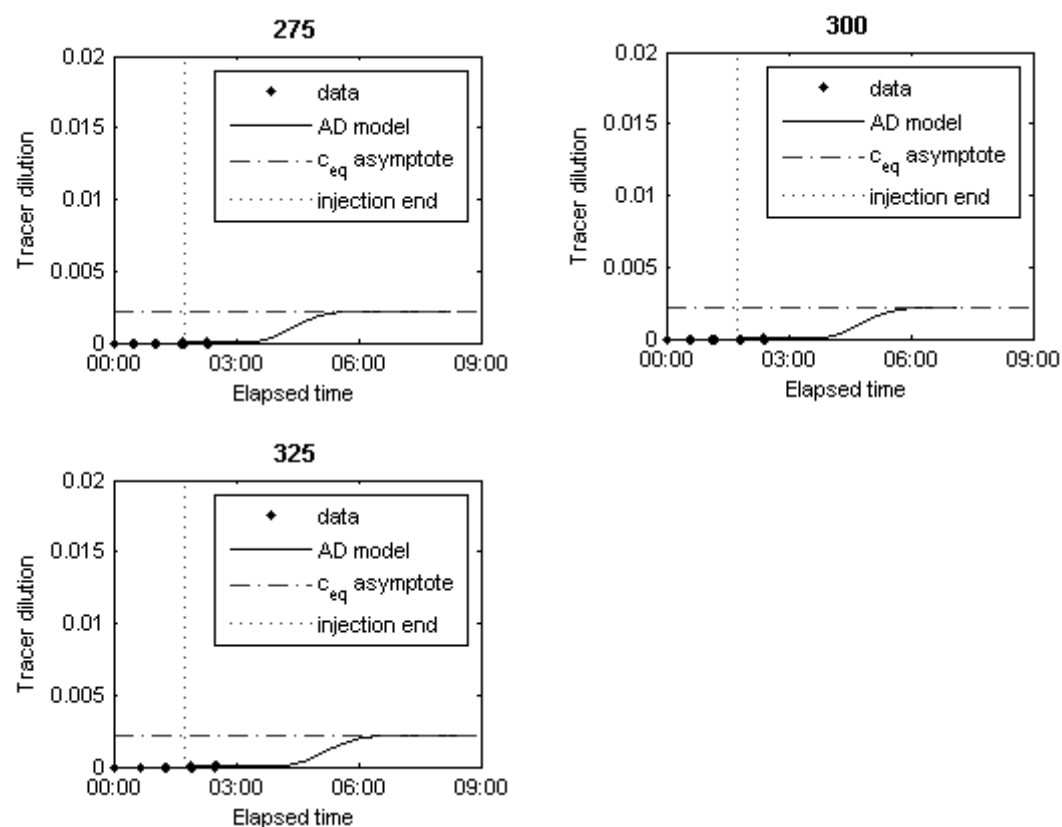 275
0.02
0.015
0.01
0.005
0
Tracer dilution
data
AD model
c_eq asymptote
injection end
00:00 03:00 06:00 09:00
Elapsed time
300
0.02
0.015
0.01
0.005
0
Tracer dilution
data
AD model
c_eq asymptote
injection end
00:00 03:00 06:00 09:00
Elapsed time
325
0.02
0.015
0.01
0.005
0
Tracer dilution
data
AD model
c_eq asymptote
injection end
00:00 03:00 06:00 09:00
Elapsed time